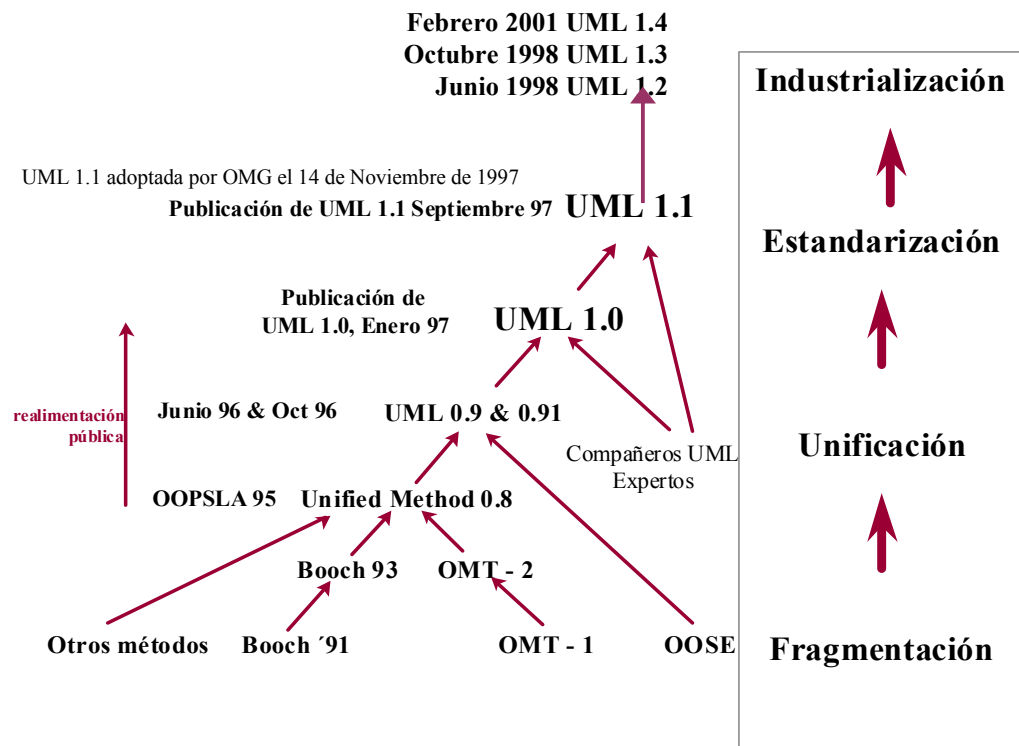 Febrero 2001 UML 1.4
Octubre 1998 UML 1.3
Junio 1998 UML 1.2
UML 1.1 adoptada por OMG el 14 de Noviembre de 1997
Publicación de UML 1.1 Septiembre 97 UML 1.1
Publicación de
UML 1.0, Enero 97
UML 1.0
realimentación
pública
Junio 96 & Oct 96
UML 0.9 & 0.91
Compañeros UML
Expertos
OOPSLA 95
Unified Method 0.8
Booch 93
OMT - 2
Otros métodos
Booch ´91
OMT - 1
OOSE
Industrialización
Estandarización
Unificación
Fragmentación